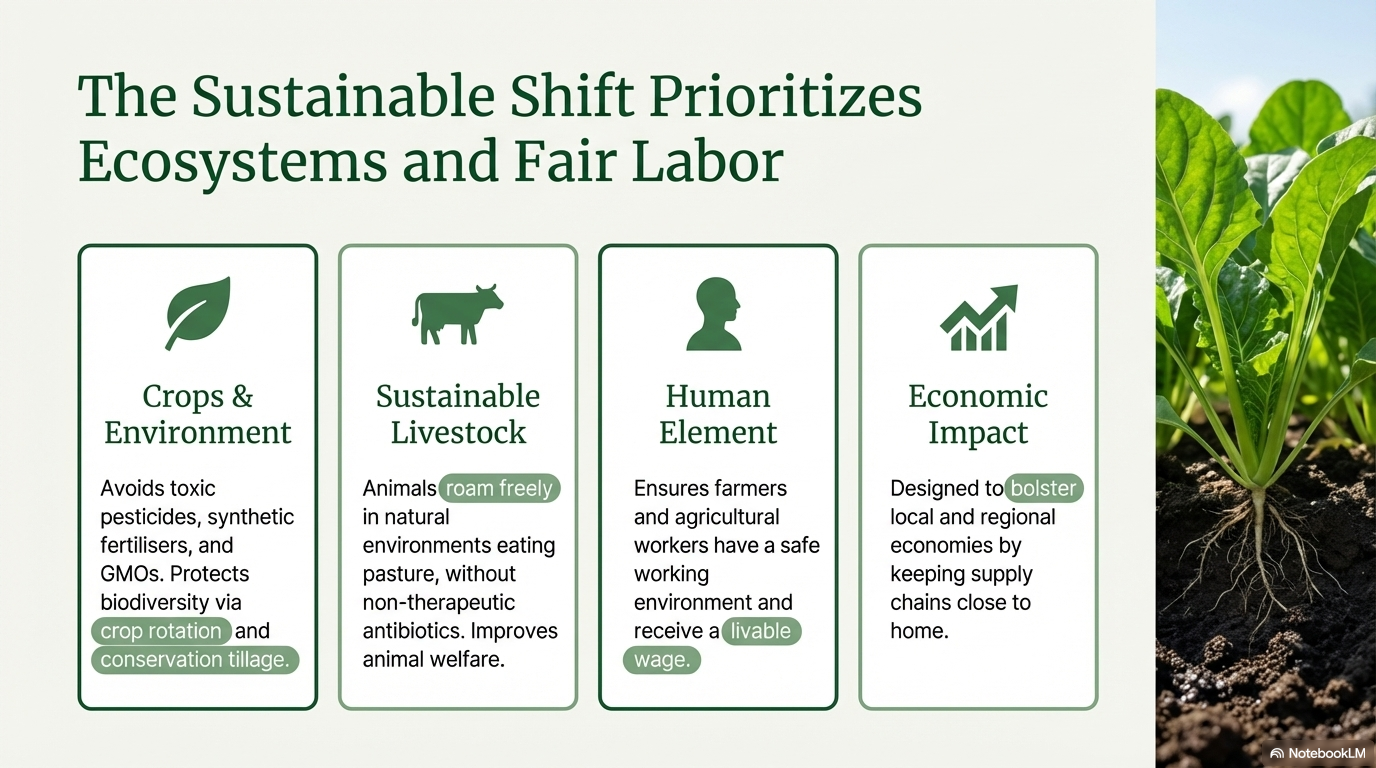 The Sustainable Shift Prioritizes
Ecosystems and Fair Labor
Crops &
Environment
Avoids toxic
pesticides, synthetic
fertilisers, and
GMOs. Protects
biodiversity via
crop rotation and
conservation tillage.
Sustainable
Livestock
Animals roam freely
in natural
environments eating
pasture, without
non-therapeutic
antibiotics. Improves
animal welfare.
Human
Element
Ensures farmers
and agricultural
workers have a safe
working
environment and
receive a livable
wage.
Economic
Impact
Designed to bolster
local and regional
economies by
keeping supply
chains close to
home.
NotebookLM